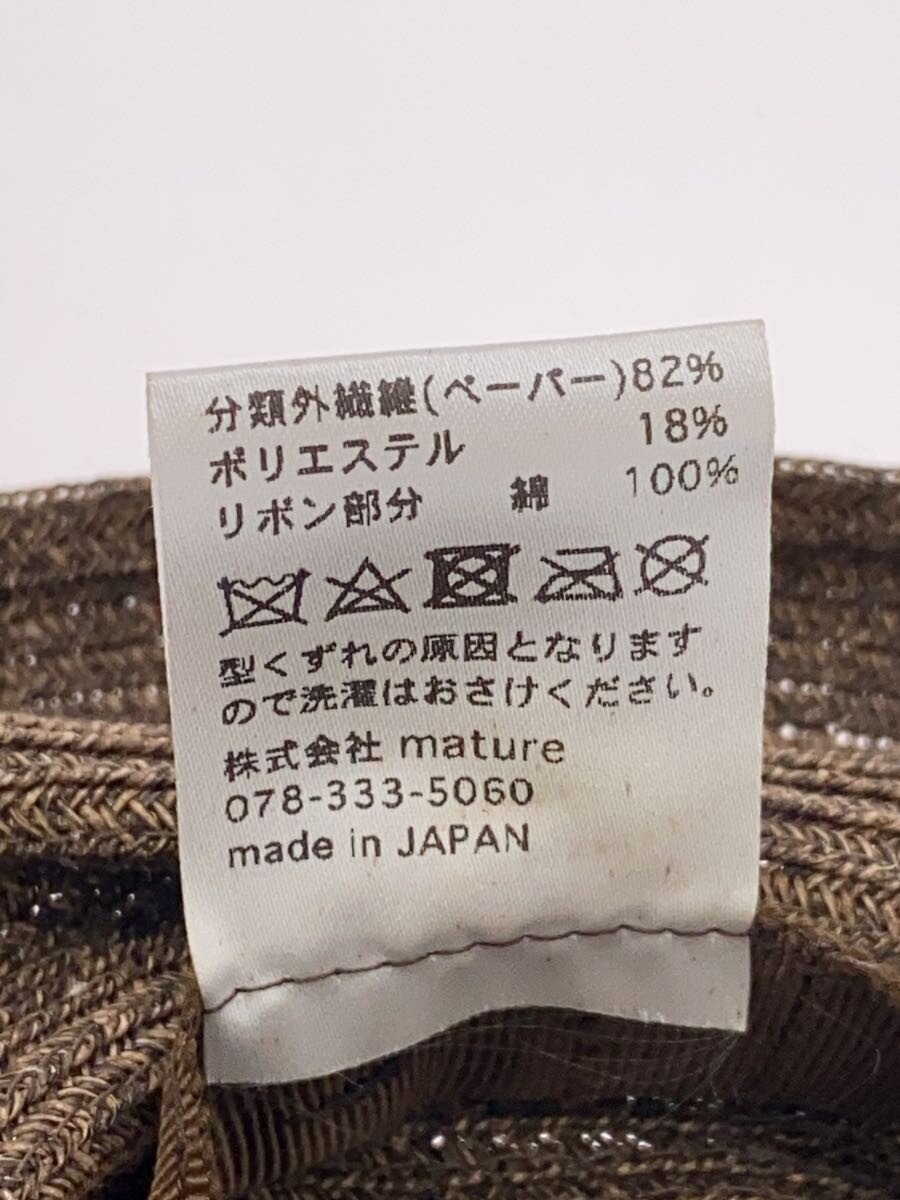 分類外繊維(ペーパー)82%
ポリエステル 18%
リボン部分 綿 100%
型くずれの原因となります
ので洗濯はおさけください。
株式会社 mature
078-333-5060
made in JAPAN